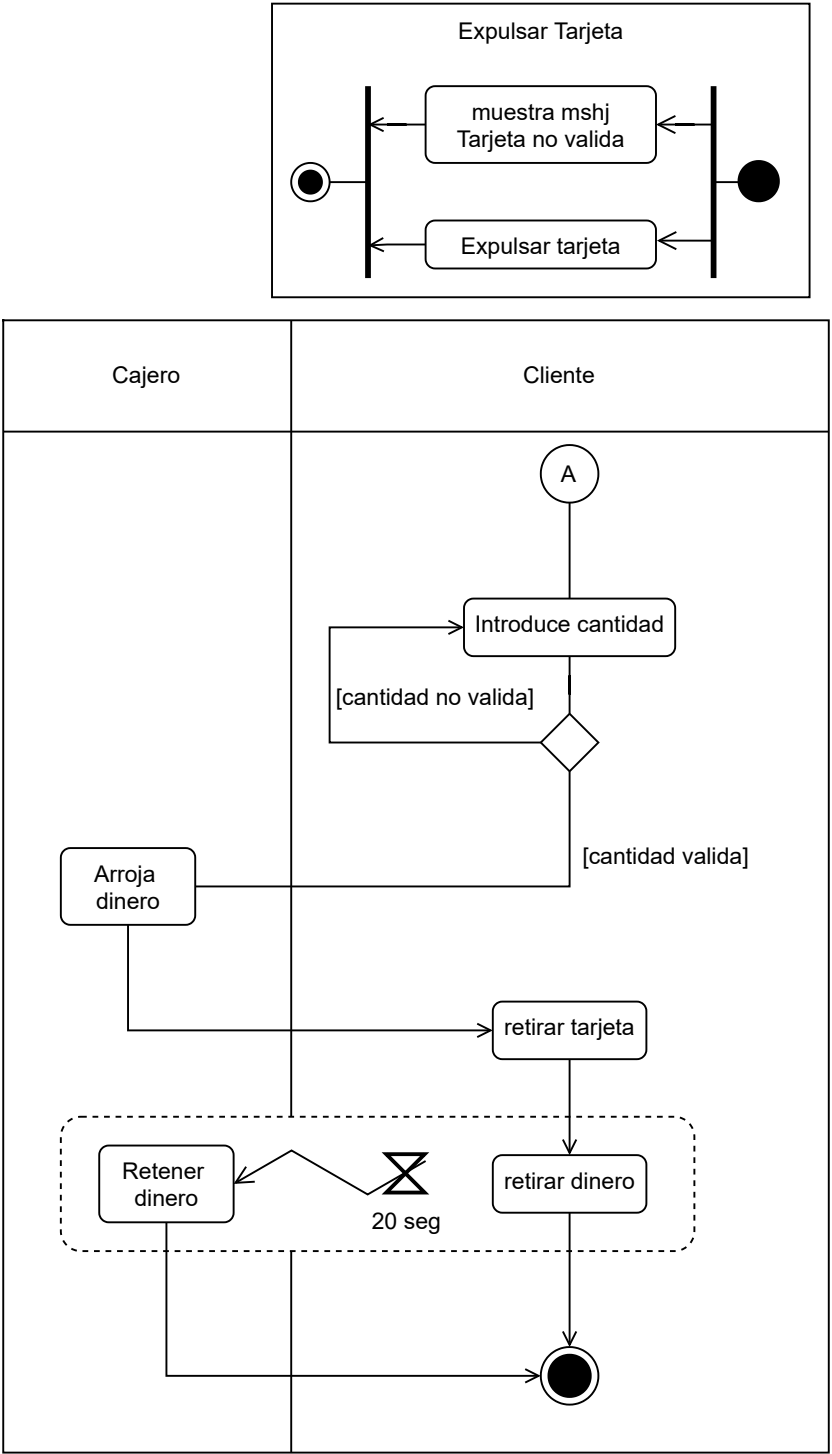 Expulsar Tarjeta
muestra mshj
Tarjeta no valida
Expulsar tarjeta
Cajero
Cliente
A
Introduce cantidad
[cantidad no valida]
[cantidad valida]
Arroja
dinero
retirar tarjeta
Retener
dinero
20 seg
retirar dinero